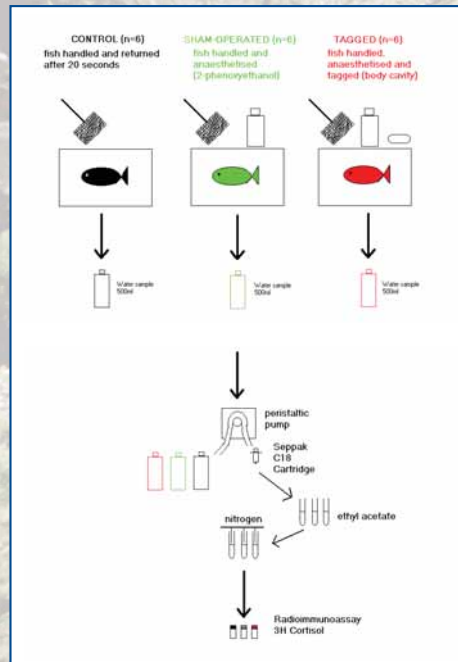 CONTROL (n=6)
fish handled and returned
after 20 seconds
SHAM-OPERATED (n=6)
fish handled and
anaesthetised
(2-phenoxyethanol)
TAGGED (n=6)
fish handled,
anaesthetised and
tagged (body cavity)
Water sample
500ml
Water sample
500ml
Water sample
500ml
peristaltic
pump
Seppak
C18
Cartridge
ethyl acetate
nitrogen
Radioimmunoassay
3H Cortisol